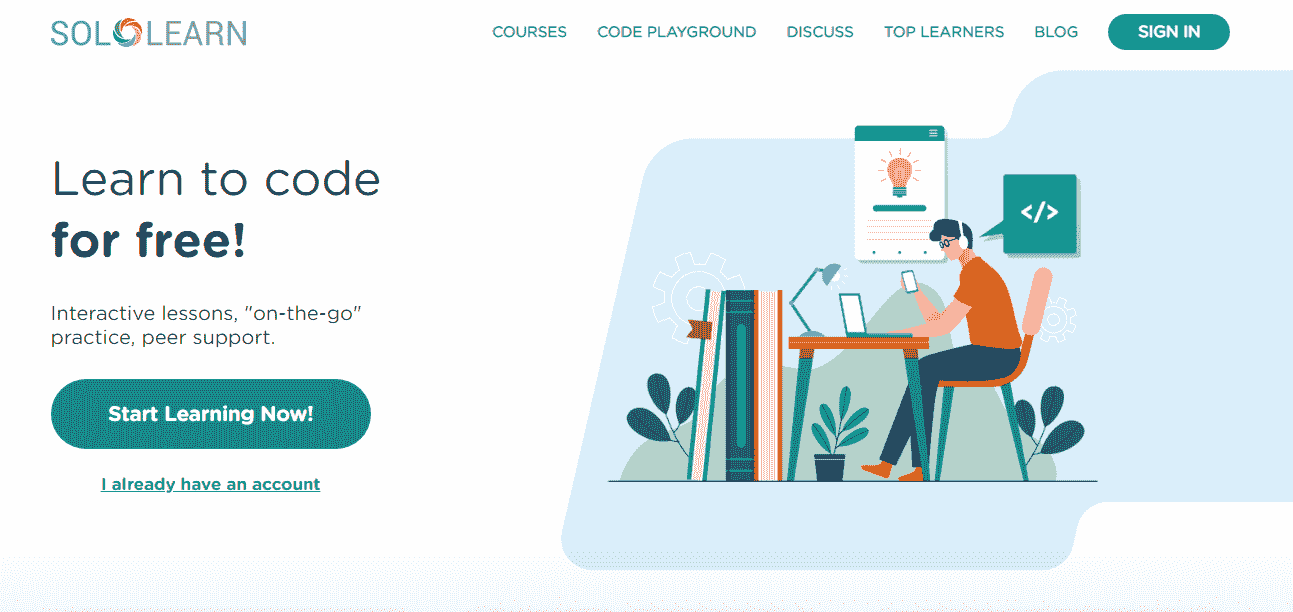 SOLOLEARN
COURSES
CODE PLAYGROUND
DISCUSS
TOP LEARNERS
BLOG
SIGN IN
Learn to code
for free!
</>
Interactive lessons, "on-the-go"
practice, peer support.
Start Learning Now!
I already have an account